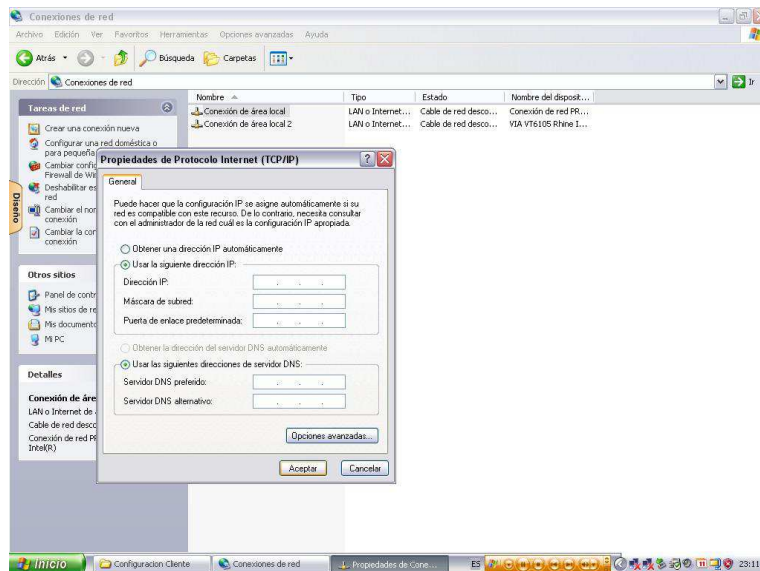 Conexiones de red
Archivo Edición Ver Favoritos Herramientas Opciones avanzadas Ayuda
Atrás Búsqueda Carpetas
Dirección Conexiones de red Ir
Nombre Tipo Estado Nombre del disposit...
Conexión de área local LAN o Internet... Cable de red desco... Conexión de red PR...
Conexión de área local 2 LAN o Internet... Cable de red desco... VIA VT6105 Rhine I...
Tareas de red
Crear una conexión nueva
Configurar una red doméstica o
para pequeña
Cambiar config
Firewall de Wi
Deshabilitar es
red
Cambiar el nor
conexión
Cambiar la cor
conexión
Diseño
Otros sitios
Panel de contr
Mis sitios de re
Mis documento
Mi PC
Detalles
Conexión de áre
LAN o Internet de
Cable de red desco
Conexión de red PR
Intel(R)
Propiedades de Protocolo Internet (TCP/IP)
General
Puede hacer que la configuración IP se asigne automáticamente si su
red es compatible con este recurso. De lo contrario, necesita consultar
con el administrador de la red cuál es la configuración IP apropiada.
Obtener una dirección IP automáticamente
Usar la siguiente dirección IP:
Dirección IP:
Máscara de subred:
Puerta de enlace predeterminada:
Obtener la dirección del servidor DNS automáticamente
Usar las siguientes direcciones de servidor DNS:
Servidor DNS preferido:
Servidor DNS alternativo:
Opciones avanzadas...
Aceptar Cancelar
Inicio Configuracion Cliente Conexiones de red Propiedades de Cone... ES 23:11